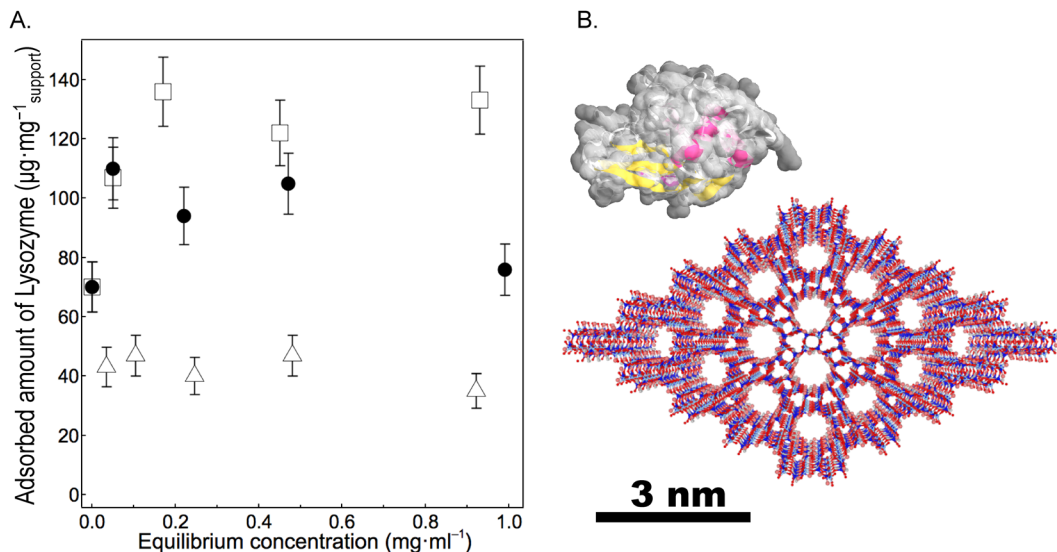 A.
B.
Adsorbed amount of Lysozyme (µg·mg⁻¹support)
140
120
100
80
60
40
20
0
0.0
0.2
0.4
0.6
0.8
1.0
Equilibrium concentration (mg·ml⁻¹)
3 nm